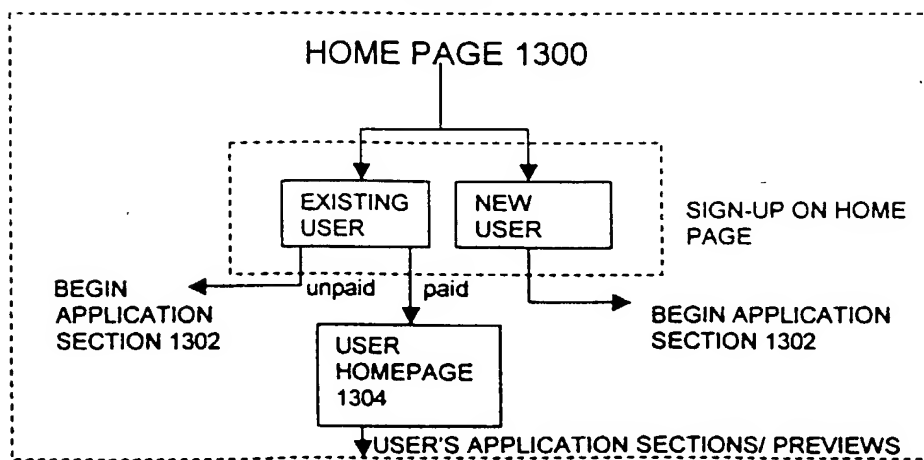 HOME PAGE 1300
EXISTING
USER
NEW
USER
SIGN-UP ON HOME
PAGE
BEGIN
APPLICATION
SECTION 1302
unpaid
paid
BEGIN APPLICATION
SECTION 1302
USER
HOMEPAGE
1304
USER'S APPLICATION SECTIONS/ PREVIEWS